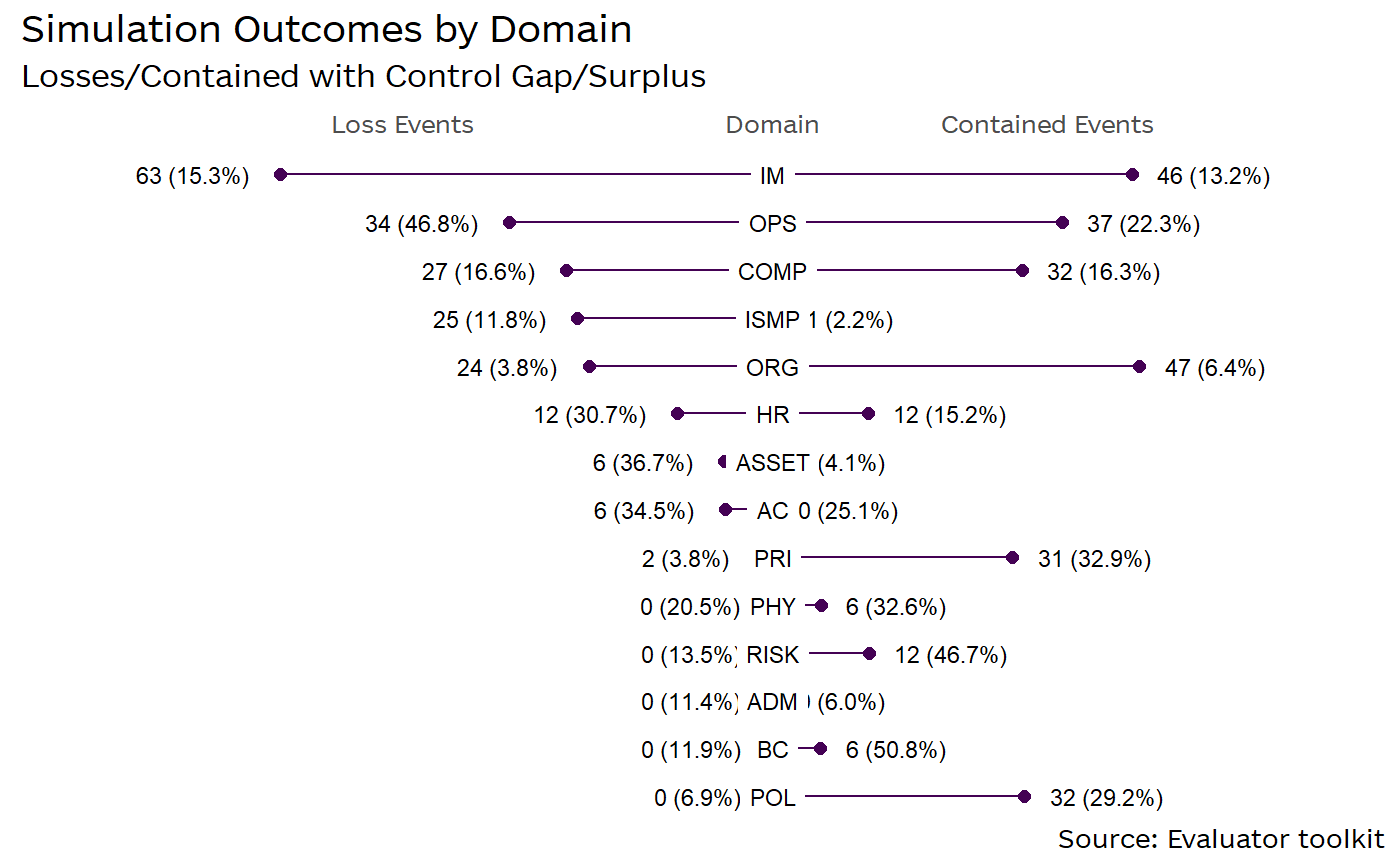 Simulation Outcomes by Domain
Losses/Contained with Control Gap/Surplus
Loss Events Domain Contained Events
63 (15.3%) IM 46 (13.2%)
34 (46.8%) OPS 37 (22.3%)
27 (16.6%) COMP 32 (16.3%)
25 (11.8%) ISMP 1 (2.2%)
24 (3.8%) ORG 47 (6.4%)
12 (30.7%) HR 12 (15.2%)
6 (36.7%) ASSET (4.1%)
6 (34.5%) AC 0 (25.1%)
2 (3.8%) PRI 31 (32.9%)
0 (20.5%) PHY 6 (32.6%)
0 (13.5%) RISK 12 (46.7%)
0 (11.4%) ADM (6.0%)
0 (11.9%) BC 6 (50.8%)
0 (6.9%) POL 32 (29.2%)
Source: Evaluator toolkit